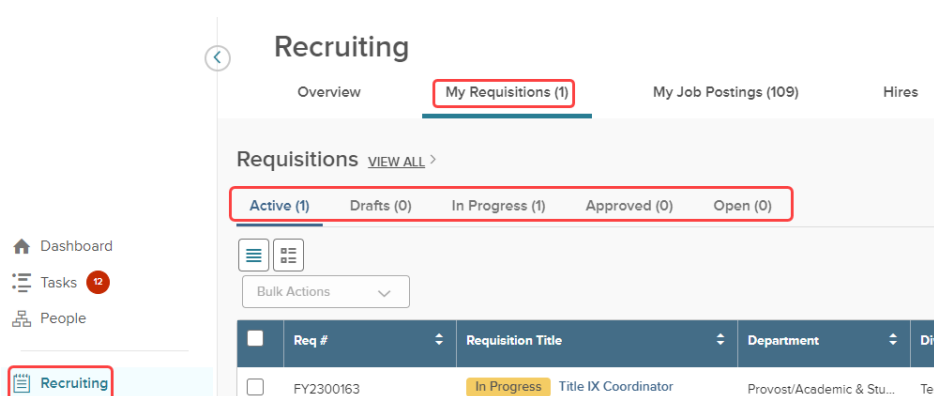 Recruiting
Overview My Requisitions (1) My Job Postings (109) Hires
Requisitions VIEW ALL >
Active (1) Drafts (0) In Progress (1) Approved (0) Open (0)
Dashboard
Tasks 12
People
Recruiting
Bulk Actions
Req # Requisition Title Department Di
FY2300163 In Progress Title IX Coordinator Provost/Academic & Stu... Te